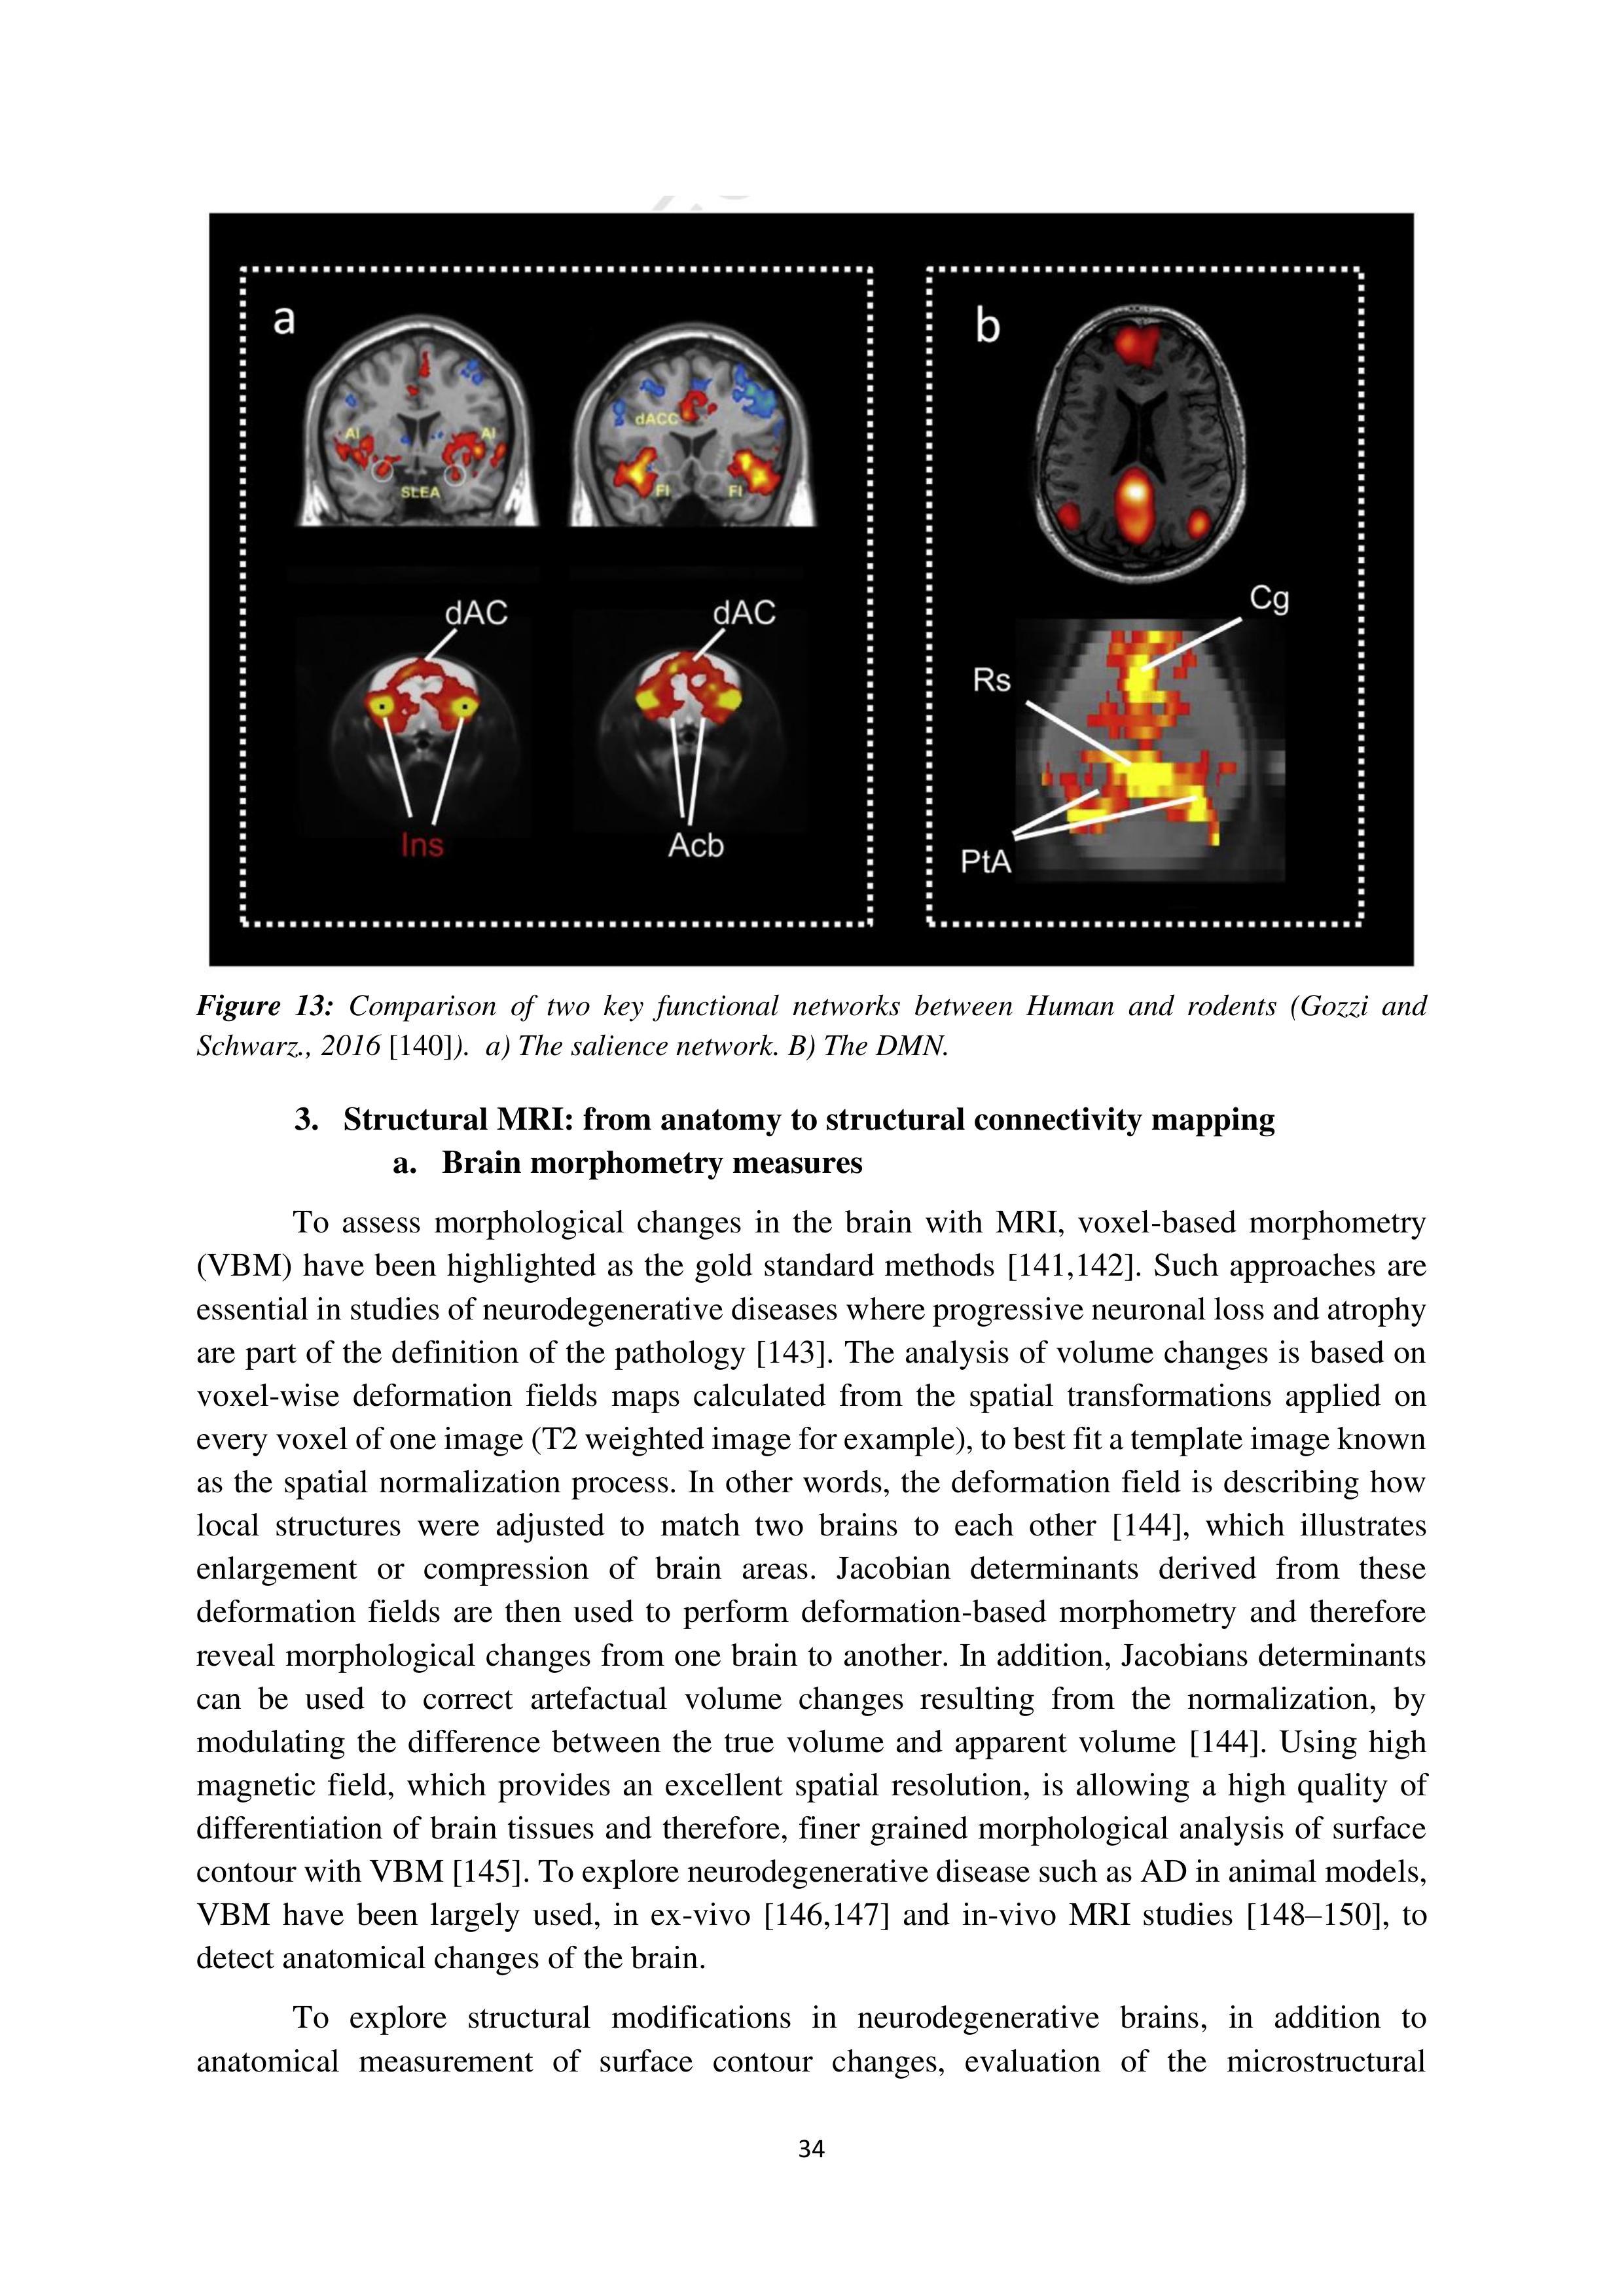 a
AI
AI
SLEA
dACC
FI
FI
b
dAC
dAC
Ins
Acb
Cg
Rs
PtA
Figure 13: Comparison of two key functional networks between Human and rodents (Gozzi and
Schwarz., 2016 [140]). a) The salience network. B) The DMN.
3. Structural MRI: from anatomy to structural connectivity mapping
a. Brain morphometry measures
To assess morphological changes in the brain with MRI, voxel-based morphometry
(VBM) have been highlighted as the gold standard methods [141,142]. Such approaches are
essential in studies of neurodegenerative diseases where progressive neuronal loss and atrophy
are part of the definition of the pathology [143]. The analysis of volume changes is based on
voxel-wise deformation fields maps calculated from the spatial transformations applied on
every voxel of one image (T2 weighted image for example), to best fit a template image known
as the spatial normalization process. In other words, the deformation field is describing how
local structures were adjusted to match two brains to each other [144], which illustrates
enlargement or compression of brain areas. Jacobian determinants derived from these
deformation fields are then used to perform deformation-based morphometry and therefore
reveal morphological changes from one brain to another. In addition, Jacobians determinants
can be used to correct artefactual volume changes resulting from the normalization, by
modulating the difference between the true volume and apparent volume [144]. Using high
magnetic field, which provides an excellent spatial resolution, is allowing a high quality of
differentiation of brain tissues and therefore, finer grained morphological analysis of surface
contour with VBM [145]. To explore neurodegenerative disease such as AD in animal models,
VBM have been largely used, in ex-vivo [146,147] and in-vivo MRI studies [148–150], to
detect anatomical changes of the brain.
To explore structural modifications in neurodegenerative brains, in addition to
anatomical measurement of surface contour changes, evaluation of the microstructural
34